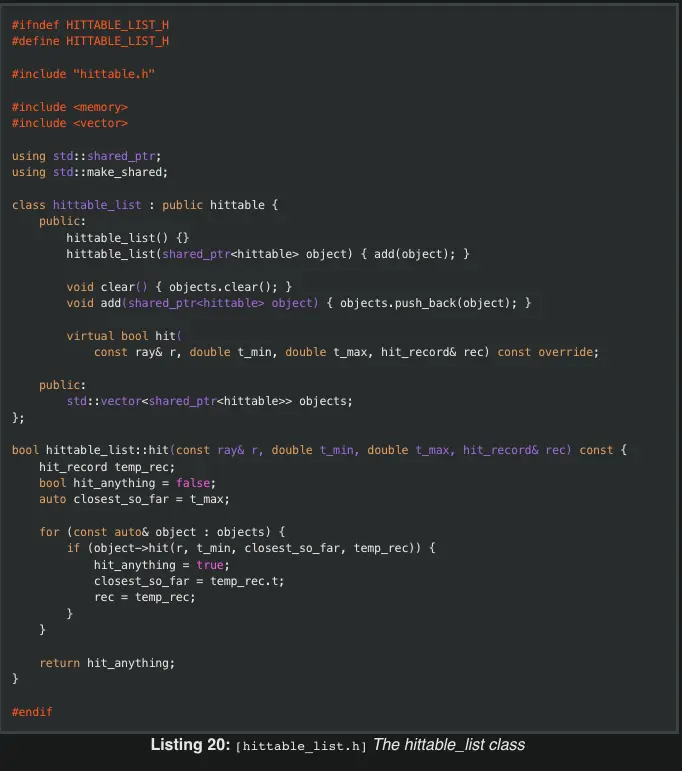 #ifndef HITTABLE_LIST_H
#define HITTABLE_LIST_H
#include "hittable.h"
#include <memory>
#include <vector>
using std::shared_ptr;
using std::make_shared;
class hittable_list : public hittable {
public:
hittable_list() {}
hittable_list(shared_ptr<hittable> object) { add(object); }
void clear() { objects.clear(); }
void add(shared_ptr<hittable> object) { objects.push_back(object); }
virtual bool hit(
const ray& r, double t_min, double t_max, hit_record& rec) const override;
public:
std::vector<shared_ptr<hittable>> objects;
};
bool hittable_list::hit(const ray& r, double t_min, double t_max, hit_record& rec) const {
hit_record temp_rec;
bool hit_anything = false;
auto closest_so_far = t_max;
for (const auto& object : objects) {
if (object->hit(r, t_min, closest_so_far, temp_rec)) {
hit_anything = true;
closest_so_far = temp_rec.t;
rec = temp_rec;
}
}
return hit_anything;
}
#endif
Listing 20: [hittable_list.h] The hittable_list class